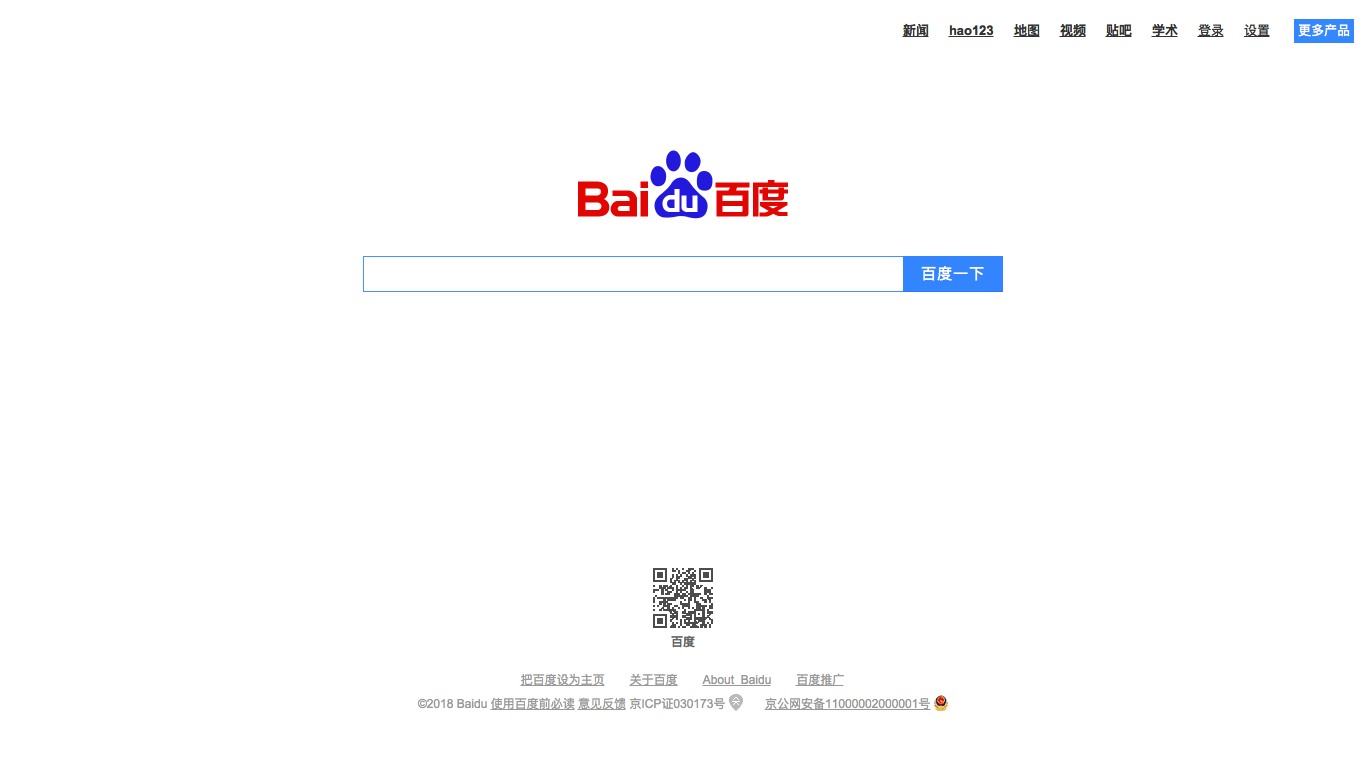 新闻 hao123 地图 视频 贴吧 学术 登录 设置 更多产品
Bai du 百度
百度一下
百度
把百度设为主页 关于百度 About Baidu 百度推广
©2018 Baidu 使用百度前必读 意见反馈 京ICP证030173号 京公网安备11000002000001号